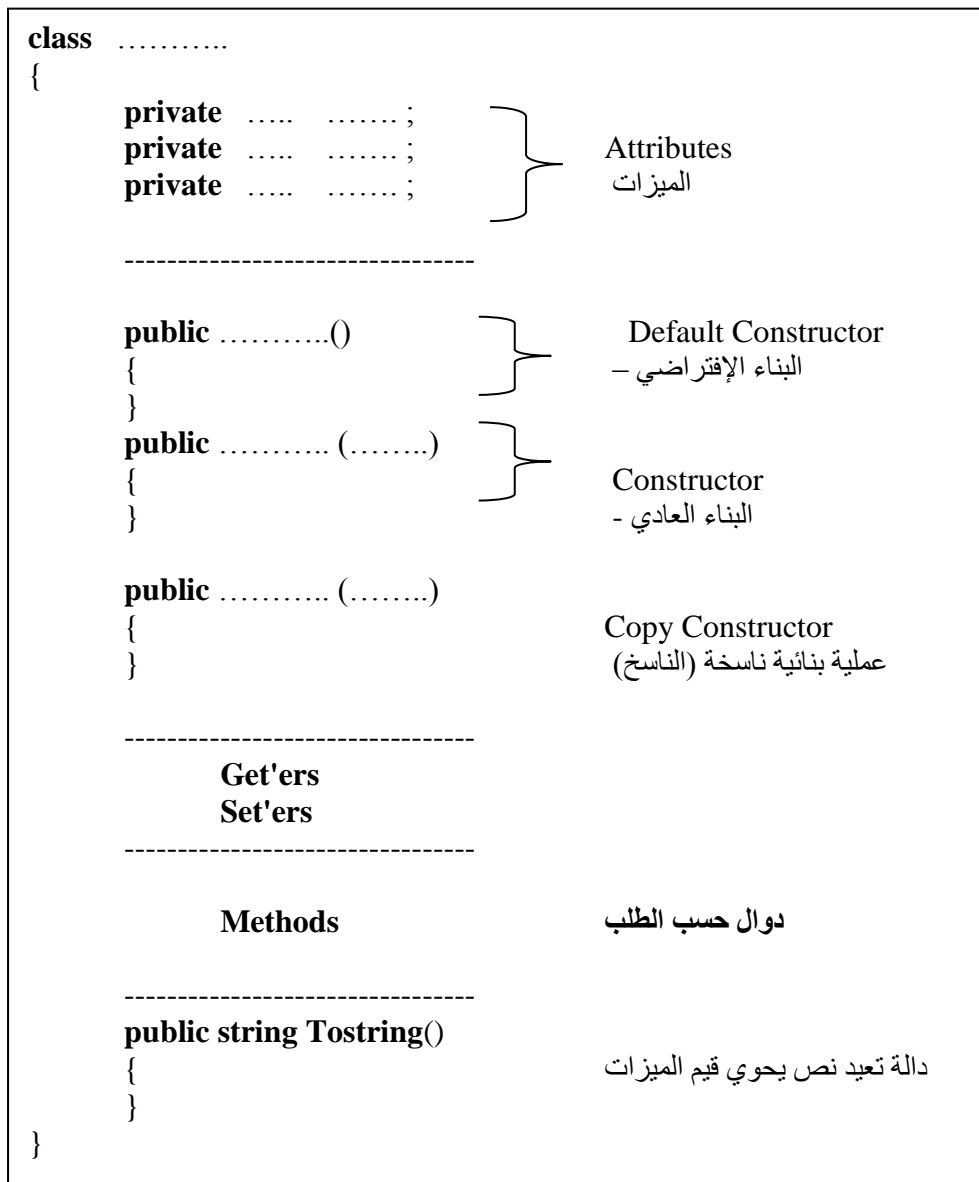 class ………..
{
private ….. ……. ;
private ….. ……. ; Attributes
private ….. ……. ; الميزات
---------------------------------
public ………..() Default Constructor
{ البناء الإفتراضي –
}
public ……….. (……..)
{ Constructor
} البناء العادي -
public ……….. (……..)
{ Copy Constructor
} عملية بنائية ناسخة (الناسخ)
---------------------------------
Get'ers
Set'ers
---------------------------------
Methods دوال حسب الطلب
---------------------------------
public string Tostring()
{ دالة تعيد نص يحوي قيم الميزات
}
}